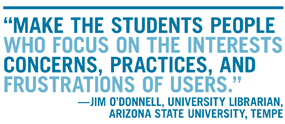 “MAKE THE STUDENTS PEOPLE
WHO FOCUS ON THE INTERESTS
CONCERNS, PRACTICES, AND
FRUSTRATIONS OF USERS.”
—JIM O’DONNELL, UNIVERSITY LIBRARIAN,
ARIZONA STATE UNIVERSITY, TEMPE